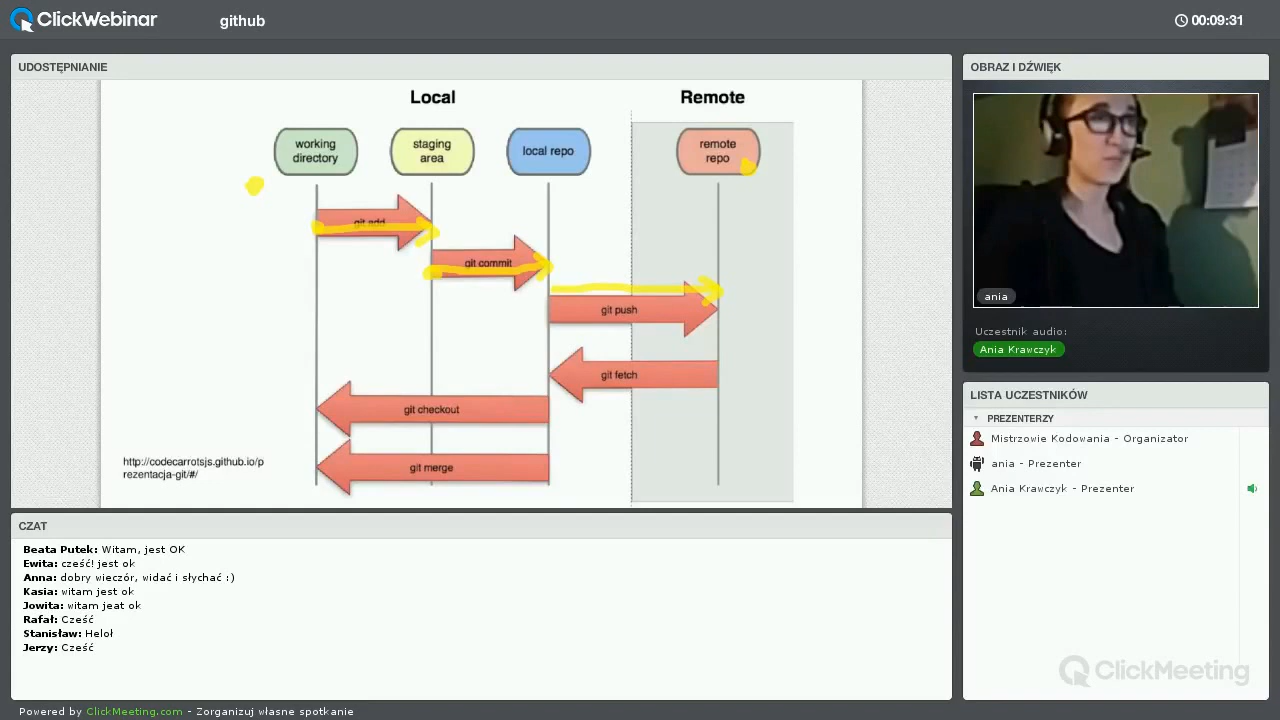 ClickWebinar
github
00:09:31
UDOSTĘPNIANIE
Local
Remote
working
directory
staging
area
local repo
remote
repo
git add
git commit
git push
git fetch
git checkout
git merge
http://codecarrotsjs.github.io/p
rezentacja-git/#/
OBRAZ I DŹWIĘK
ania
Uczestnik audio:
Ania Krawczyk
LISTA UCZESTNIKÓW
PREZENTERZY
Mistrzowie Kodowania - Organizator
ania - Prezenter
Ania Krawczyk - Prezenter
ClickMeeting
CZAT
Beata Putek: Witam, jest OK
Ewita: cześć! jest ok
Anna: dobry wieczór, widać i słychać :)
Kasia: witam jest ok
Jowita: witam jeat ok
Rafał: Cześć
Stanisław: Heloł
Jerzy: Cześć
Powered by ClickMeeting.com - Zorganizuj własne spotkanie